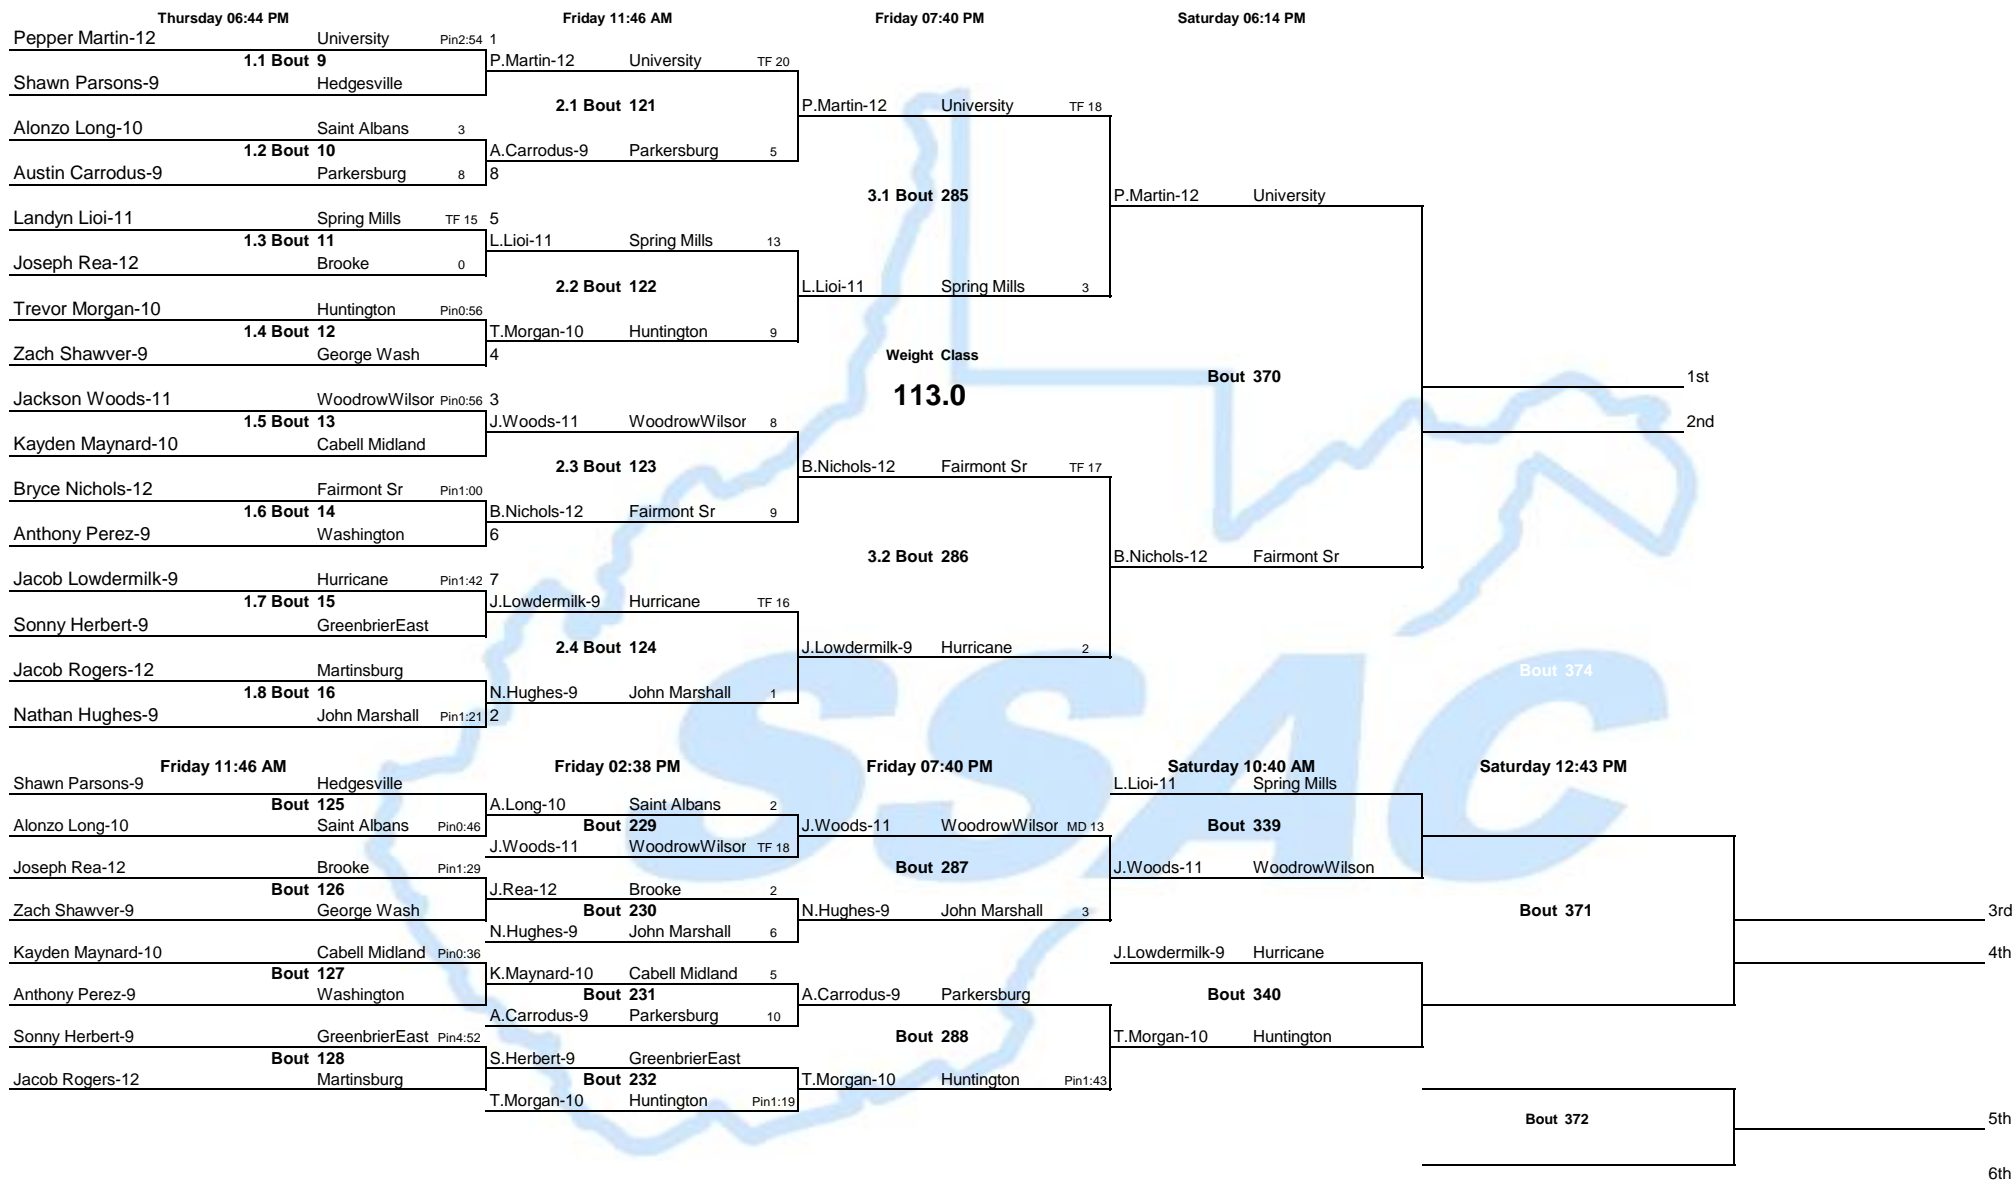 Thursday 06:44 PM Friday 11:46 AM Friday 07:40 PM Saturday 06:14 PM
Pepper Martin-12 University Pin2:54 1
1.1 Bout 9 P.Martin-12 University TF 20
Shawn Parsons-9 Hedgesville
2.1 Bout 121 P.Martin-12 University TF 18
Alonzo Long-10 Saint Albans 3
1.2 Bout 10 A.Carrodus-9 Parkersburg 5
Austin Carrodus-9 Parkersburg 8 8
3.1 Bout 285 P.Martin-12 University
Landyn Lioi-11 Spring Mills TF 15 5
1.3 Bout 11 L.Lioi-11 Spring Mills 13
Joseph Rea-12 Brooke 0
2.2 Bout 122 L.Lioi-11 Spring Mills 3
Trevor Morgan-10 Huntington Pin0:56
1.4 Bout 12 T.Morgan-10 Huntington 9
Zach Shawver-9 George Wash 4 Weight Class
Bout 370 1st
Jackson Woods-11 WoodrowWilsor Pin0:56 3 113.0
1.5 Bout 13 J.Woods-11 WoodrowWilsor 8 2nd
Kayden Maynard-10 Cabell Midland
2.3 Bout 123 B.Nichols-12 Fairmont Sr TF 17
Bryce Nichols-12 Fairmont Sr Pin1:00
1.6 Bout 14 B.Nichols-12 Fairmont Sr 9
Anthony Perez-9 Washington 6
3.2 Bout 286 B.Nichols-12 Fairmont Sr
Jacob Lowdermilk-9 Hurricane Pin1:42 7
1.7 Bout 15 J.Lowdermilk-9 Hurricane TF 16
Sonny Herbert-9 GreenbrierEast
2.4 Bout 124 J.Lowdermilk-9 Hurricane 2
Jacob Rogers-12 Martinsburg Bout 374
1.8 Bout 16 N.Hughes-9 John Marshall 1
Nathan Hughes-9 John Marshall Pin1:21 2
SSAC
Friday 11:46 AM Friday 02:38 PM Friday 07:40 PM Saturday 10:40 AM Saturday 12:43 PM
Shawn Parsons-9 Hedgesville L.Lioi-11 Spring Mills
Bout 125 A.Long-10 Saint Albans 2
Alonzo Long-10 Saint Albans Pin0:46 Bout 229 J.Woods-11 WoodrowWilsor MD 13 Bout 339
J.Woods-11 WoodrowWilsor TF 18
Joseph Rea-12 Brooke Pin1:29 Bout 287 J.Woods-11 WoodrowWilson
Bout 126 J.Rea-12 Brooke 2
Zach Shawver-9 George Wash Bout 230 N.Hughes-9 John Marshall 3 Bout 371 3rd
N.Hughes-9 John Marshall 6
Kayden Maynard-10 Cabell Midland Pin0:36 J.Lowdermilk-9 Hurricane 4th
Bout 127 K.Maynard-10 Cabell Midland 5
Anthony Perez-9 Washington Bout 231 A.Carrodus-9 Parkersburg Bout 340
A.Carrodus-9 Parkersburg 10
Sonny Herbert-9 GreenbrierEast Pin4:52 Bout 288 T.Morgan-10 Huntington
Bout 128 S.Herbert-9 GreenbrierEast
Jacob Rogers-12 Martinsburg Bout 232 T.Morgan-10 Huntington Pin1:43
T.Morgan-10 Huntington Pin1:19
Bout 372 5th
6th